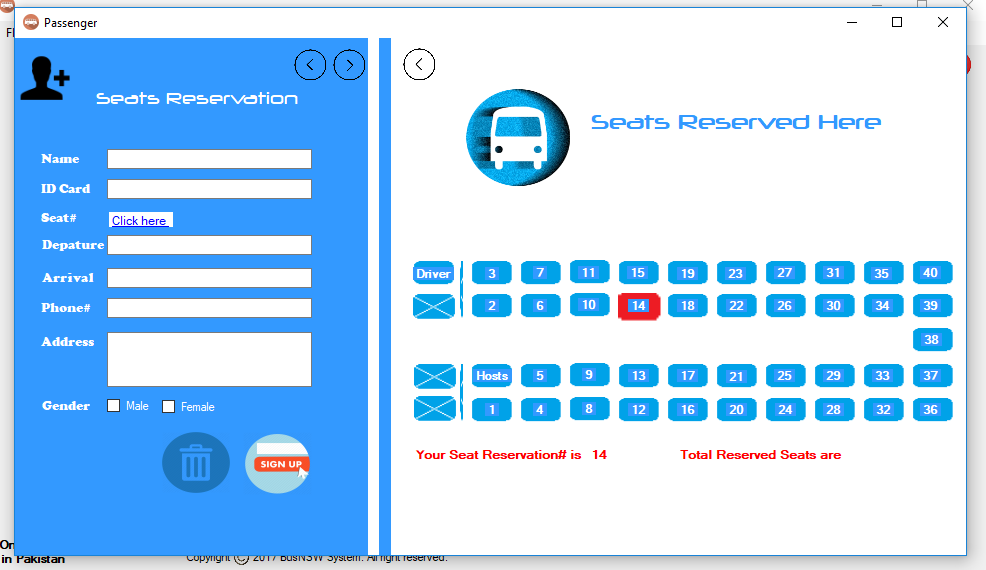 Passenger
Fl
Seats Reservation
Name
ID Card
Seat# Click here
Depature
Arrival
Phone#
Address
Gender Male Female
SIGN UP
Seats Reserved Here
Driver 3 7 11 15 19 23 27 31 35 40
2 6 10 14 18 22 26 30 34 39
38
Hosts 5 9 13 17 21 25 29 33 37
1 4 8 12 16 20 24 28 32 36
Your Seat Reservation# is 14 Total Reserved Seats are
On
in Pakistan
Copyright © 2017 BusNSW System. All right reserved.